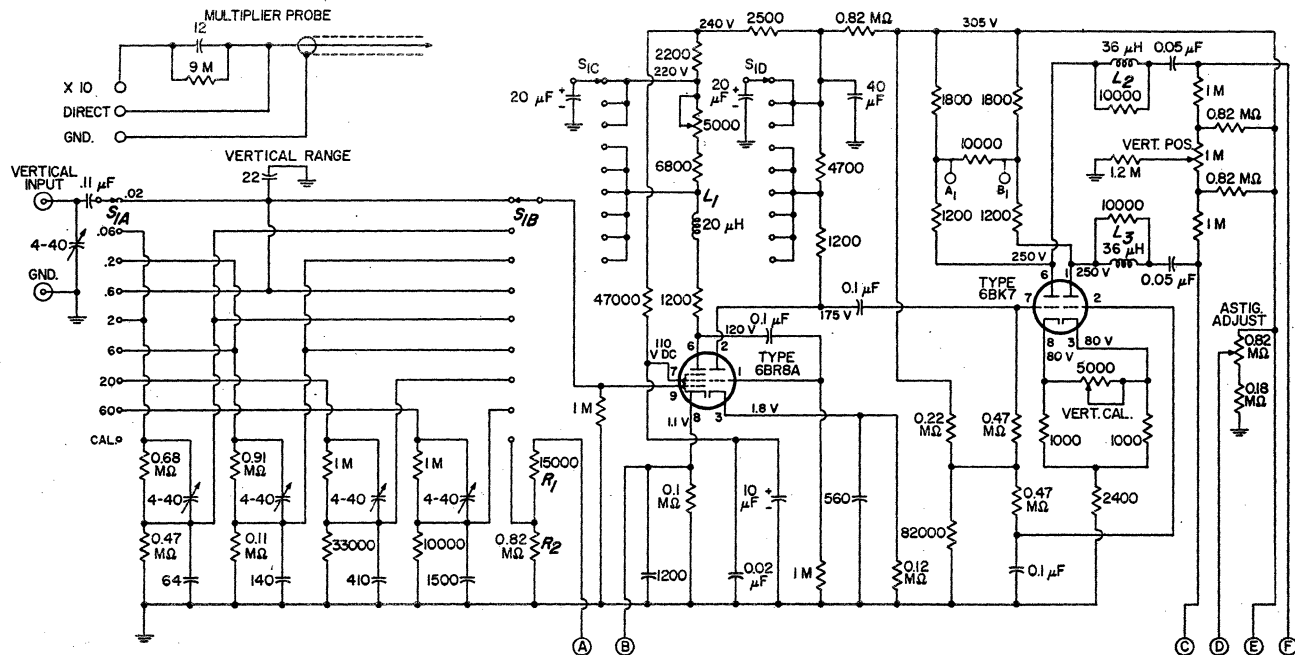 MULTIPLIER PROBE
12
9 M
X 10
DIRECT
GND.
VERTICAL RANGE
22
VERTICAL
INPUT
.11 µF
S1A
.02
.06
.2
.6
2
6
20
60
CAL.
4-40
GND.
S1B
0.68
MΩ
4-40
0.47
MΩ
64
0.91
MΩ
4-40
0.11
MΩ
140
1 M
4-40
33000
410
1 M
4-40
10000
1500
15000
R1
0.82
MΩ
R2
1 M
A
B
240 V
2500
0.82 MΩ
305 V
2200
S1C
220 V
20 µF
+
-
5000
6800
L1
20 µH
47000
1200
S1D
20
µF
+
-
40
µF
4700
1200
0.1 µF
175 V
120 V
0.1 µF
110
V DC
6
2
7
9
1
8
3
TYPE
6BR8A
1.1 V
1.8 V
0.1
MΩ
10
µF
+
-
1200
0.02
µF
1 M
560
0.12
MΩ
0.22
MΩ
82000
0.47
MΩ
0.47
MΩ
0.1 µF
1800
1800
10000
A1
B1
1200
1200
250 V
250 V
6
1
TYPE
6BK7
7
2
8
3
80 V
80 V
5000
VERT. CAL.
1000
1000
2400
36 µH
L2
10000
0.05 µF
1 M
0.82 MΩ
VERT. POS.
1 M
1.2 M
0.82 MΩ
10000
L3
36 µH
1 M
0.05
µF
ASTIG.
ADJUST
0.82
MΩ
0.18
MΩ
C
D
E
F